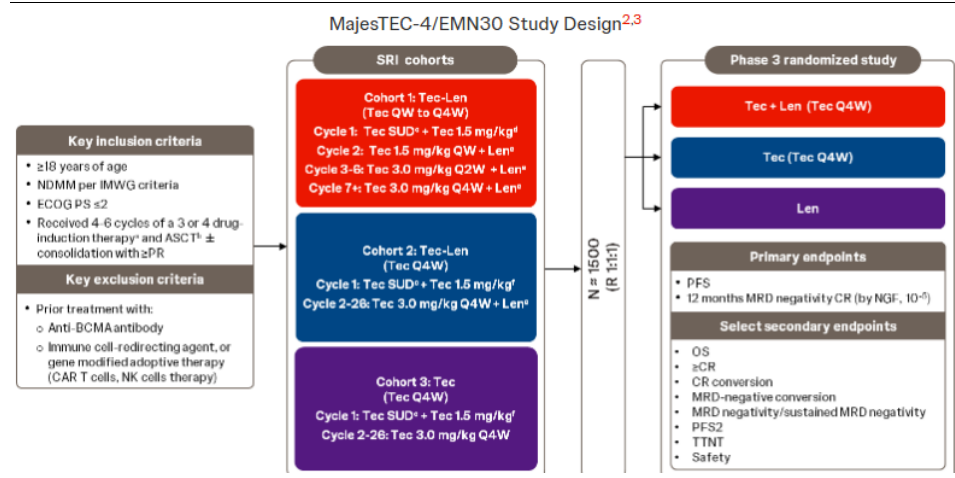 MajesTEC-4/EMN30 Study Design2,3
Key inclusion criteria
• ≥18 years of age
• NDMM per IMWG criteria
• ECOG PS ≤2
• Received 4-6 cycles of a 3 or 4 drug-
induction therapyᵃ and ASCTᵇ ±
consolidation with ≥PR
Key exclusion criteria
• Prior treatment with:
o Anti-BCMA antibody
o Immune cell-redirecting agent, or
gene modified adoptive therapy
(CAR T cells, NK cells therapy)
SRI cohorts
Cohort 1: Tec-Len
(Tec QW to Q4W)
Cycle 1: Tec SUDᶜ + Tec 1.5 mg/kgᵈ
Cycle 2: Tec 1.5 mg/kg QW + Lenᵉ
Cycle 3-6: Tec 3.0 mg/kg Q2W + Lenᵉ
Cycle 7+: Tec 3.0 mg/kg Q4W + Lenᵉ
Cohort 2: Tec-Len
(Tec Q4W)
Cycle 1: Tec SUDᶜ + Tec 1.5 mg/kgᶠ
Cycle 2-26: Tec 3.0 mg/kg Q4W + Lenᵉ
Cohort 3: Tec
(Tec Q4W)
Cycle 1: Tec SUDᶜ + Tec 1.5 mg/kgᶠ
Cycle 2-26: Tec 3.0 mg/kg Q4W
N = 1500
(R 1:1:1)
Phase 3 randomized study
Tec + Len (Tec Q4W)
Tec (Tec Q4W)
Len
Primary endpoints
• PFS
• 12 months MRD negativity CR (by NGF, 10⁻⁵)
Select secondary endpoints
• OS
• ≥CR
• CR conversion
• MRD-negative conversion
• MRD negativity/sustained MRD negativity
• PFS2
• TTNT
• Safety